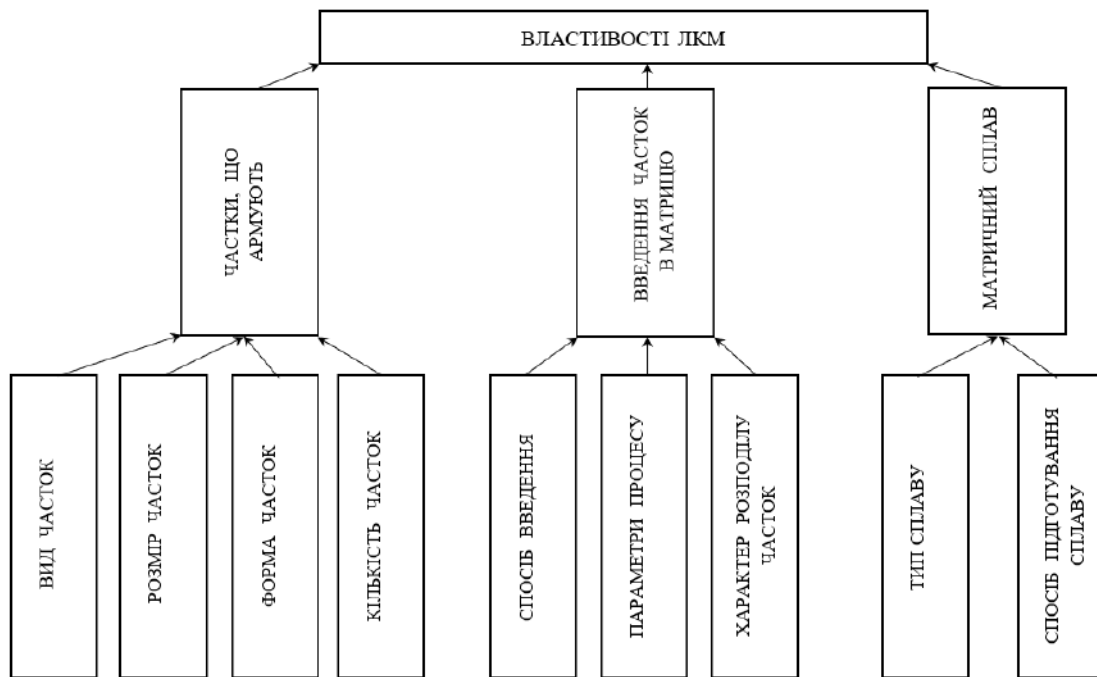 ВЛАСТИВОСТІ ЛКМ
ЧАСТКИ, ЩО
АРМУЮТЬ
ВВЕДЕННЯ ЧАСТОК
В МАТРИЦЮ
МАТРИЧНИЙ СПЛАВ
ВИД ЧАСТОК
РОЗМІР ЧАСТОК
ФОРМА ЧАСТОК
КІЛЬКІСТЬ ЧАСТОК
СПОСІБ ВВЕДЕННЯ
ПАРАМЕТРИ ПРОЦЕСУ
ХАРАКТЕР РОЗПОДІЛУ
ЧАСТОК
ТИП СПЛАВУ
СПОСІБ ПІДГОТУВАННЯ
СПЛАВУ